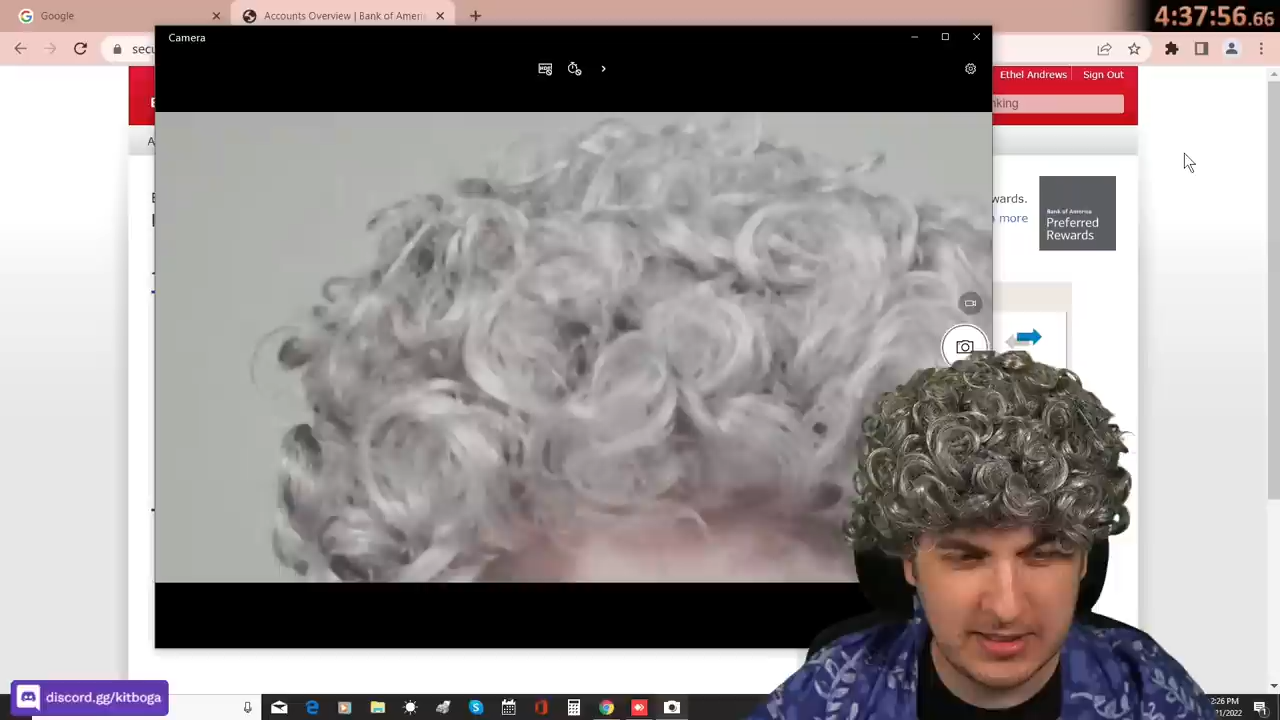 Google
Accounts Overview | Bank of Ameri
4:37:56.66
secu
Camera
Ethel Andrews
Sign Out
nking
wards.
more
Bank of America
Preferred
Rewards
discord.gg/kitboga
2:26 PM